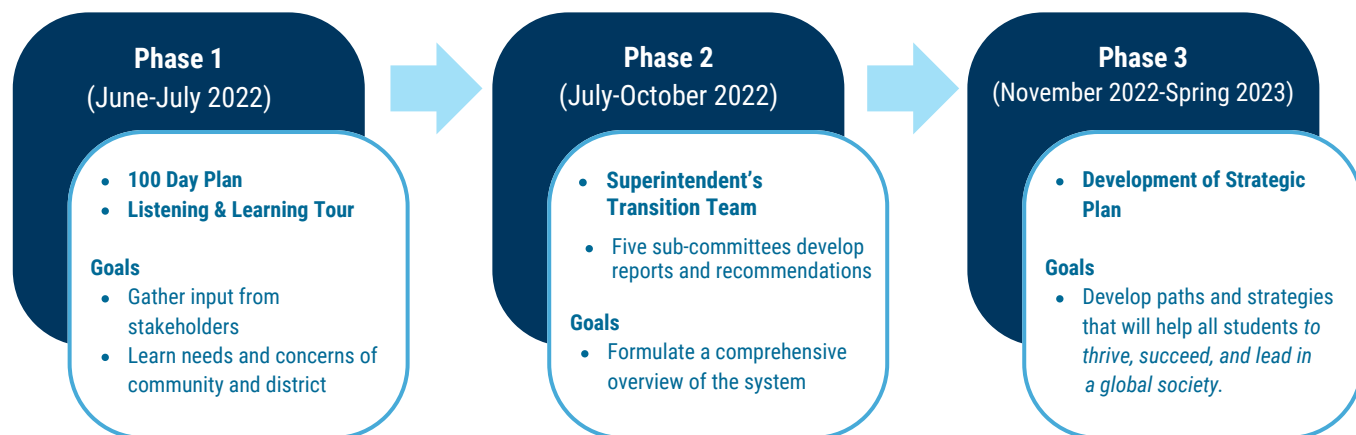 Phase 1
(June-July 2022)
• 100 Day Plan
• Listening & Learning Tour
Goals
• Gather input from
stakeholders
• Learn needs and concerns of
community and district
Phase 2
(July-October 2022)
• Superintendent's
Transition Team
• Five sub-committees develop
reports and recommendations
Goals
• Formulate a comprehensive
overview of the system
Phase 3
(November 2022-Spring 2023)
• Development of Strategic
Plan
Goals
• Develop paths and strategies
that will help all students to
thrive, succeed, and lead in
a global society.